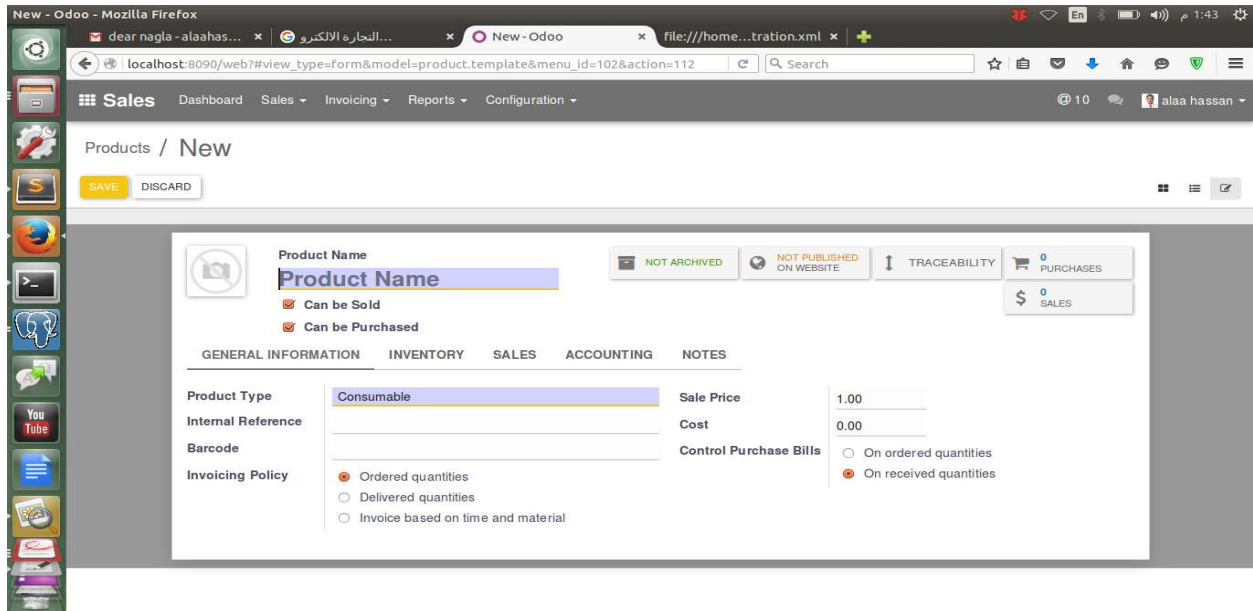 New - Odoo - Mozilla Firefox
En
1:43 م
dear nagla - alaahas... ×
G التجارة الالكترو... ×
New - Odoo ×
file:///home...tration.xml ×
localhost:8090/web?#view_type=form&model=product.template&menu_id=102&action=112
Search
Sales Dashboard Sales Invoicing Reports Configuration
@ 10 alaa hassan
Products / New
SAVE DISCARD
Product Name
Product Name
Can be Sold
Can be Purchased
NOT ARCHIVED
NOT PUBLISHED
ON WEBSITE
TRACEABILITY
0
PURCHASES
$ 0
SALES
GENERAL INFORMATION INVENTORY SALES ACCOUNTING NOTES
Product Type Consumable
Internal Reference
Barcode
Invoicing Policy Ordered quantities
Delivered quantities
Invoice based on time and material
Sale Price 1.00
Cost 0.00
Control Purchase Bills On ordered quantities
On received quantities
S
>_
A
You
Tube